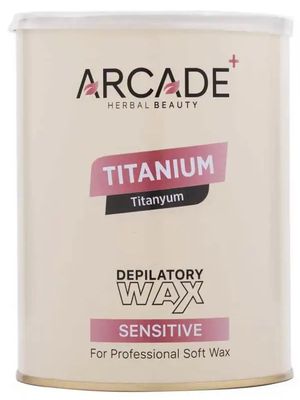 ARCADE+
HERBAL BEAUTY
TITANIUM
Titanyum
DEPILATORY
WAX
SENSITIVE
For Professional Soft Wax